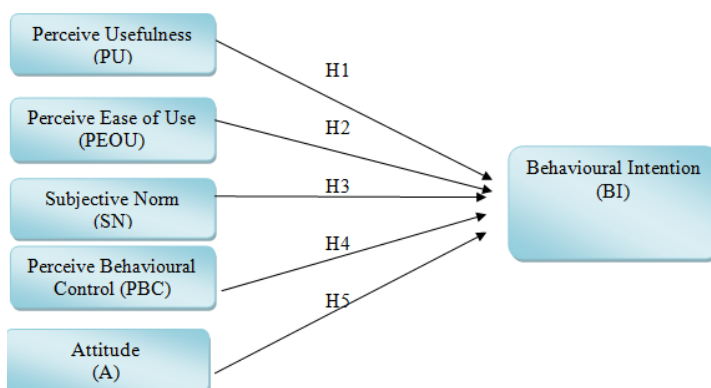 Perceive Usefulness
(PU)
H1
Perceive Ease of Use
(PEOU)
H2
Subjective Norm
(SN)
H3
Perceive Behavioural
Control (PBC)
H4
Attitude
(A)
H5
Behavioural Intention
(BI)